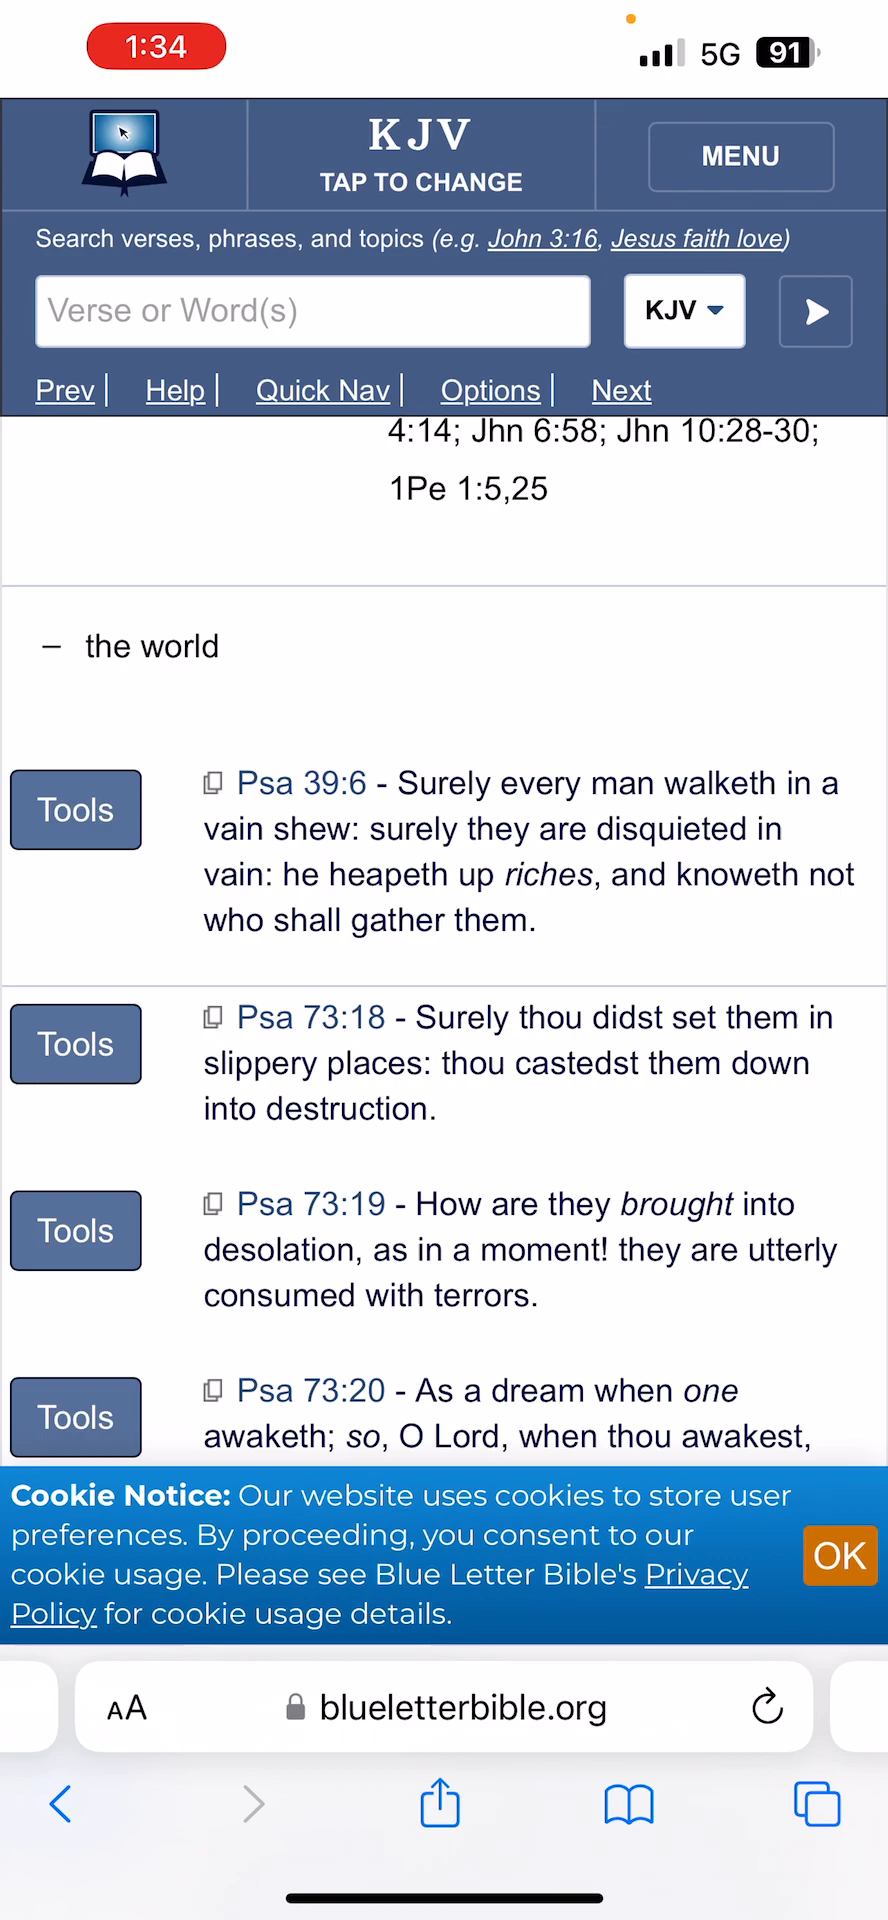 1:34
5G 91
KJV
TAP TO CHANGE
MENU
Search verses, phrases, and topics (e.g. John 3:16, Jesus faith love)
Verse or Word(s)
KJV
Prev | Help | Quick Nav | Options | Next
4:14; Jhn 6:58; Jhn 10:28-30;
1Pe 1:5,25
– the world
Tools
Psa 39:6 - Surely every man walketh in a
vain shew: surely they are disquieted in
vain: he heapeth up riches, and knoweth not
who shall gather them.
Tools
Psa 73:18 - Surely thou didst set them in
slippery places: thou castedst them down
into destruction.
Tools
Psa 73:19 - How are they brought into
desolation, as in a moment! they are utterly
consumed with terrors.
Tools
Psa 73:20 - As a dream when one
awaketh; so, O Lord, when thou awakest,
Cookie Notice: Our website uses cookies to store user
preferences. By proceeding, you consent to our
cookie usage. Please see Blue Letter Bible's Privacy
Policy for cookie usage details.
OK
AA
blueletterbible.org